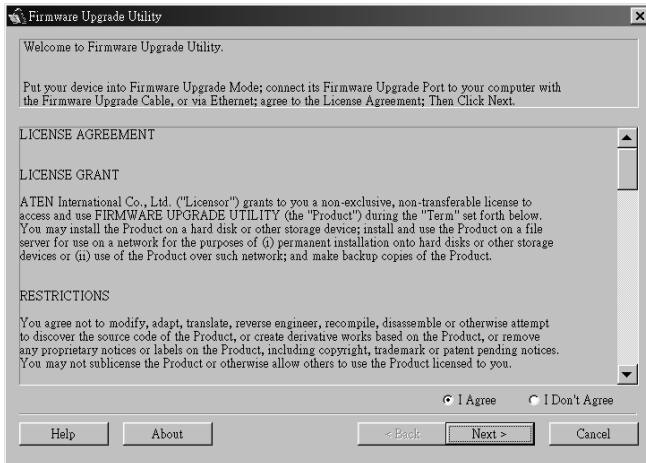 Firmware Upgrade Utility
Welcome to Firmware Upgrade Utility.
Put your device into Firmware Upgrade Mode; connect its Firmware Upgrade Port to your computer with
the Firmware Upgrade Cable, or via Ethernet; agree to the License Agreement; Then Click Next.
LICENSE AGREEMENT
LICENSE GRANT
ATEN International Co., Ltd. ("Licensor") grants to you a non-exclusive, non-transferable license to
access and use FIRMWARE UPGRADE UTILITY (the "Product") during the "Term" set forth below.
You may install the Product on a hard disk or other storage device; install and use the Product on a file
server for use on a network for the purposes of (i) permanent installation onto hard disks or other storage
devices or (ii) use of the Product over such network; and make backup copies of the Product.
RESTRICTIONS
You agree not to modify, adapt, translate, reverse engineer, recompile, disassemble or otherwise attempt
to discover the source code of the Product, or create derivative works based on the Product, or remove
any proprietary notices or labels on the Product, including copyright, trademark or patent pending notices.
You may not sublicense the Product or otherwise allow others to use the Product licensed to you.
I Agree I Don't Agree
Help About < Back Next > Cancel